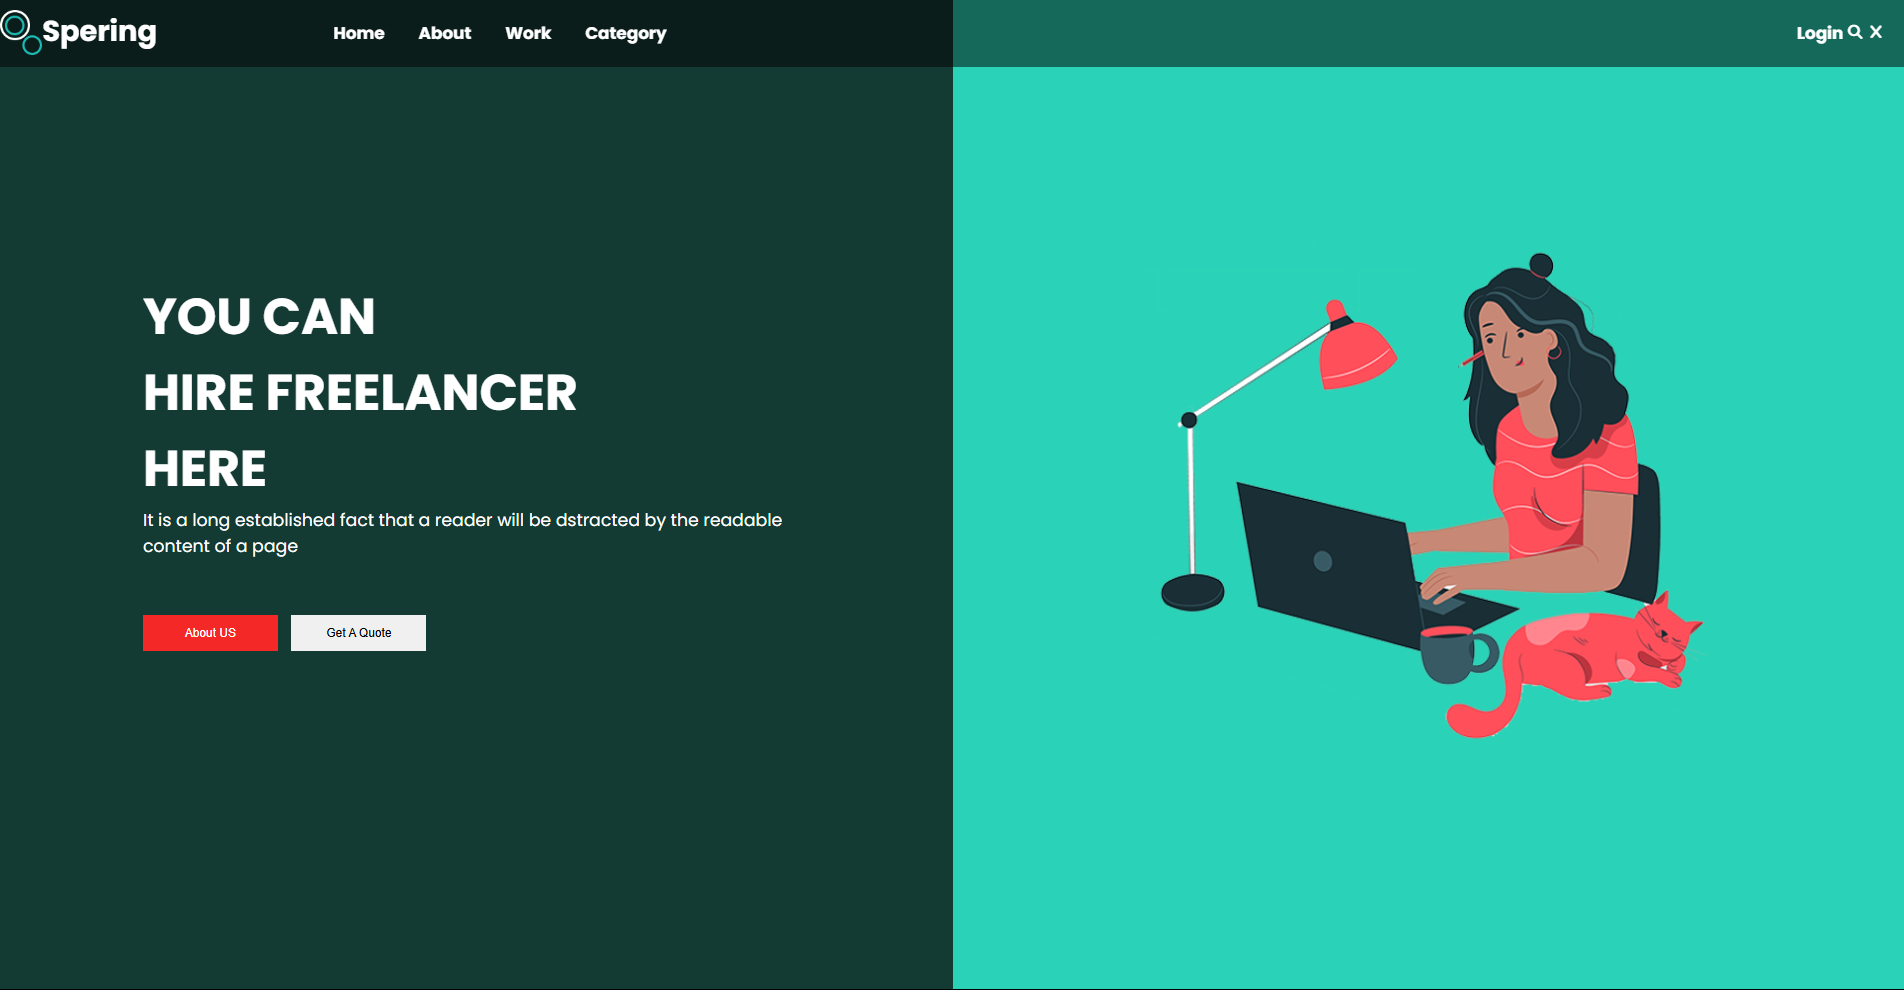 Spering
Home About Work Category
Login X
YOU CAN
HIRE FREELANCER
HERE
It is a long established fact that a reader will be dstracted by the readable
content of a page
About US Get A Quote